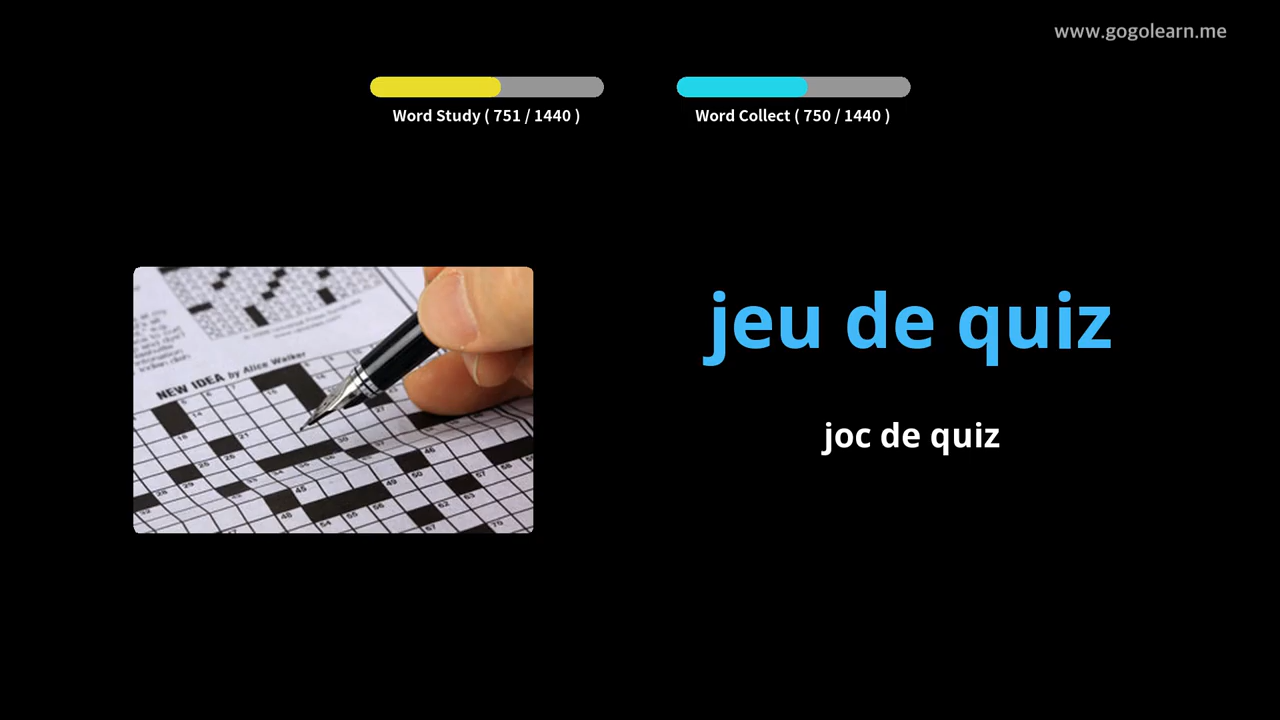 www.gogolearn.me
Word Study ( 751 / 1440 )
Word Collect ( 750 / 1440 )
NEW IDEA by Alice Walker
jeu de quiz
joc de quiz